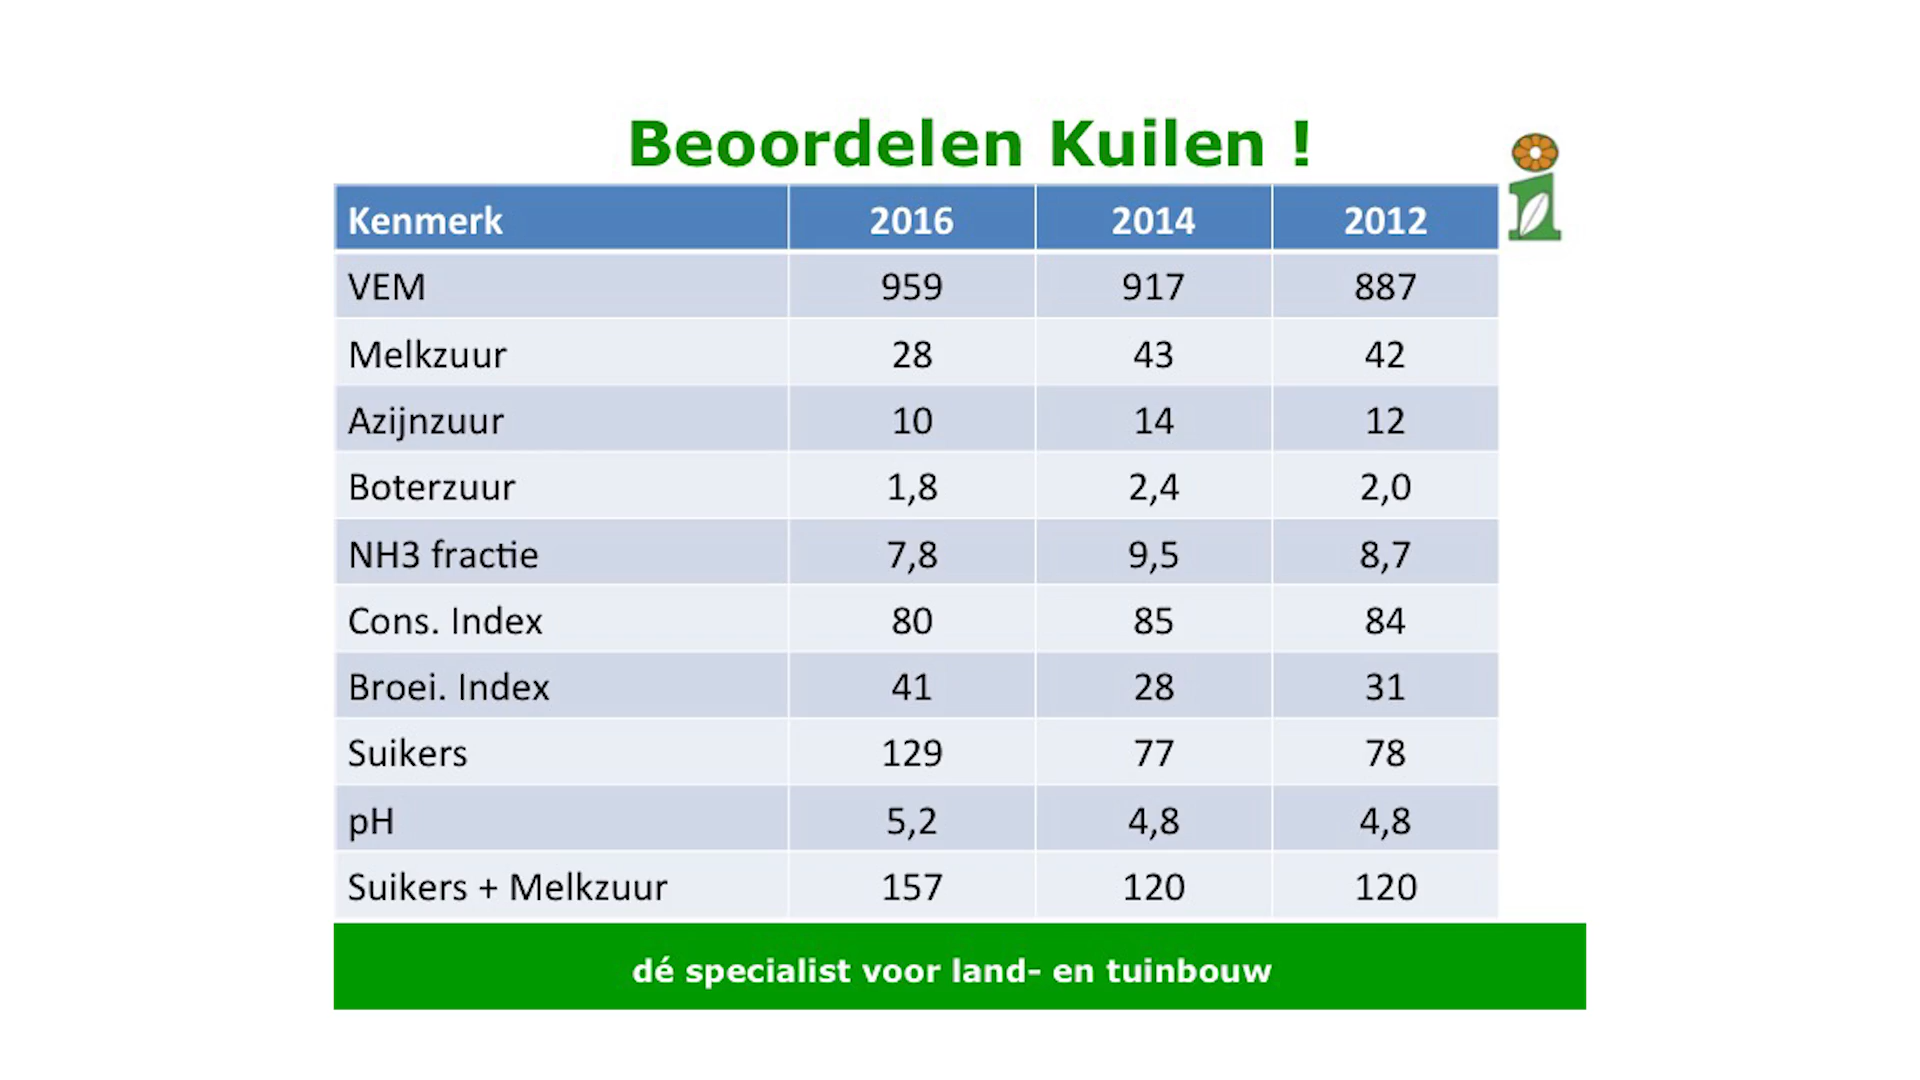 Beoordelen Kuilen !
Kenmerk 2016 2014 2012
VEM 959 917 887
Melkzuur 28 43 42
Azijnzuur 10 14 12
Boterzuur 1,8 2,4 2,0
NH3 fractie 7,8 9,5 8,7
Cons. Index 80 85 84
Broei. Index 41 28 31
Suikers 129 77 78
pH 5,2 4,8 4,8
Suikers + Melkzuur 157 120 120
dé specialist voor land- en tuinbouw